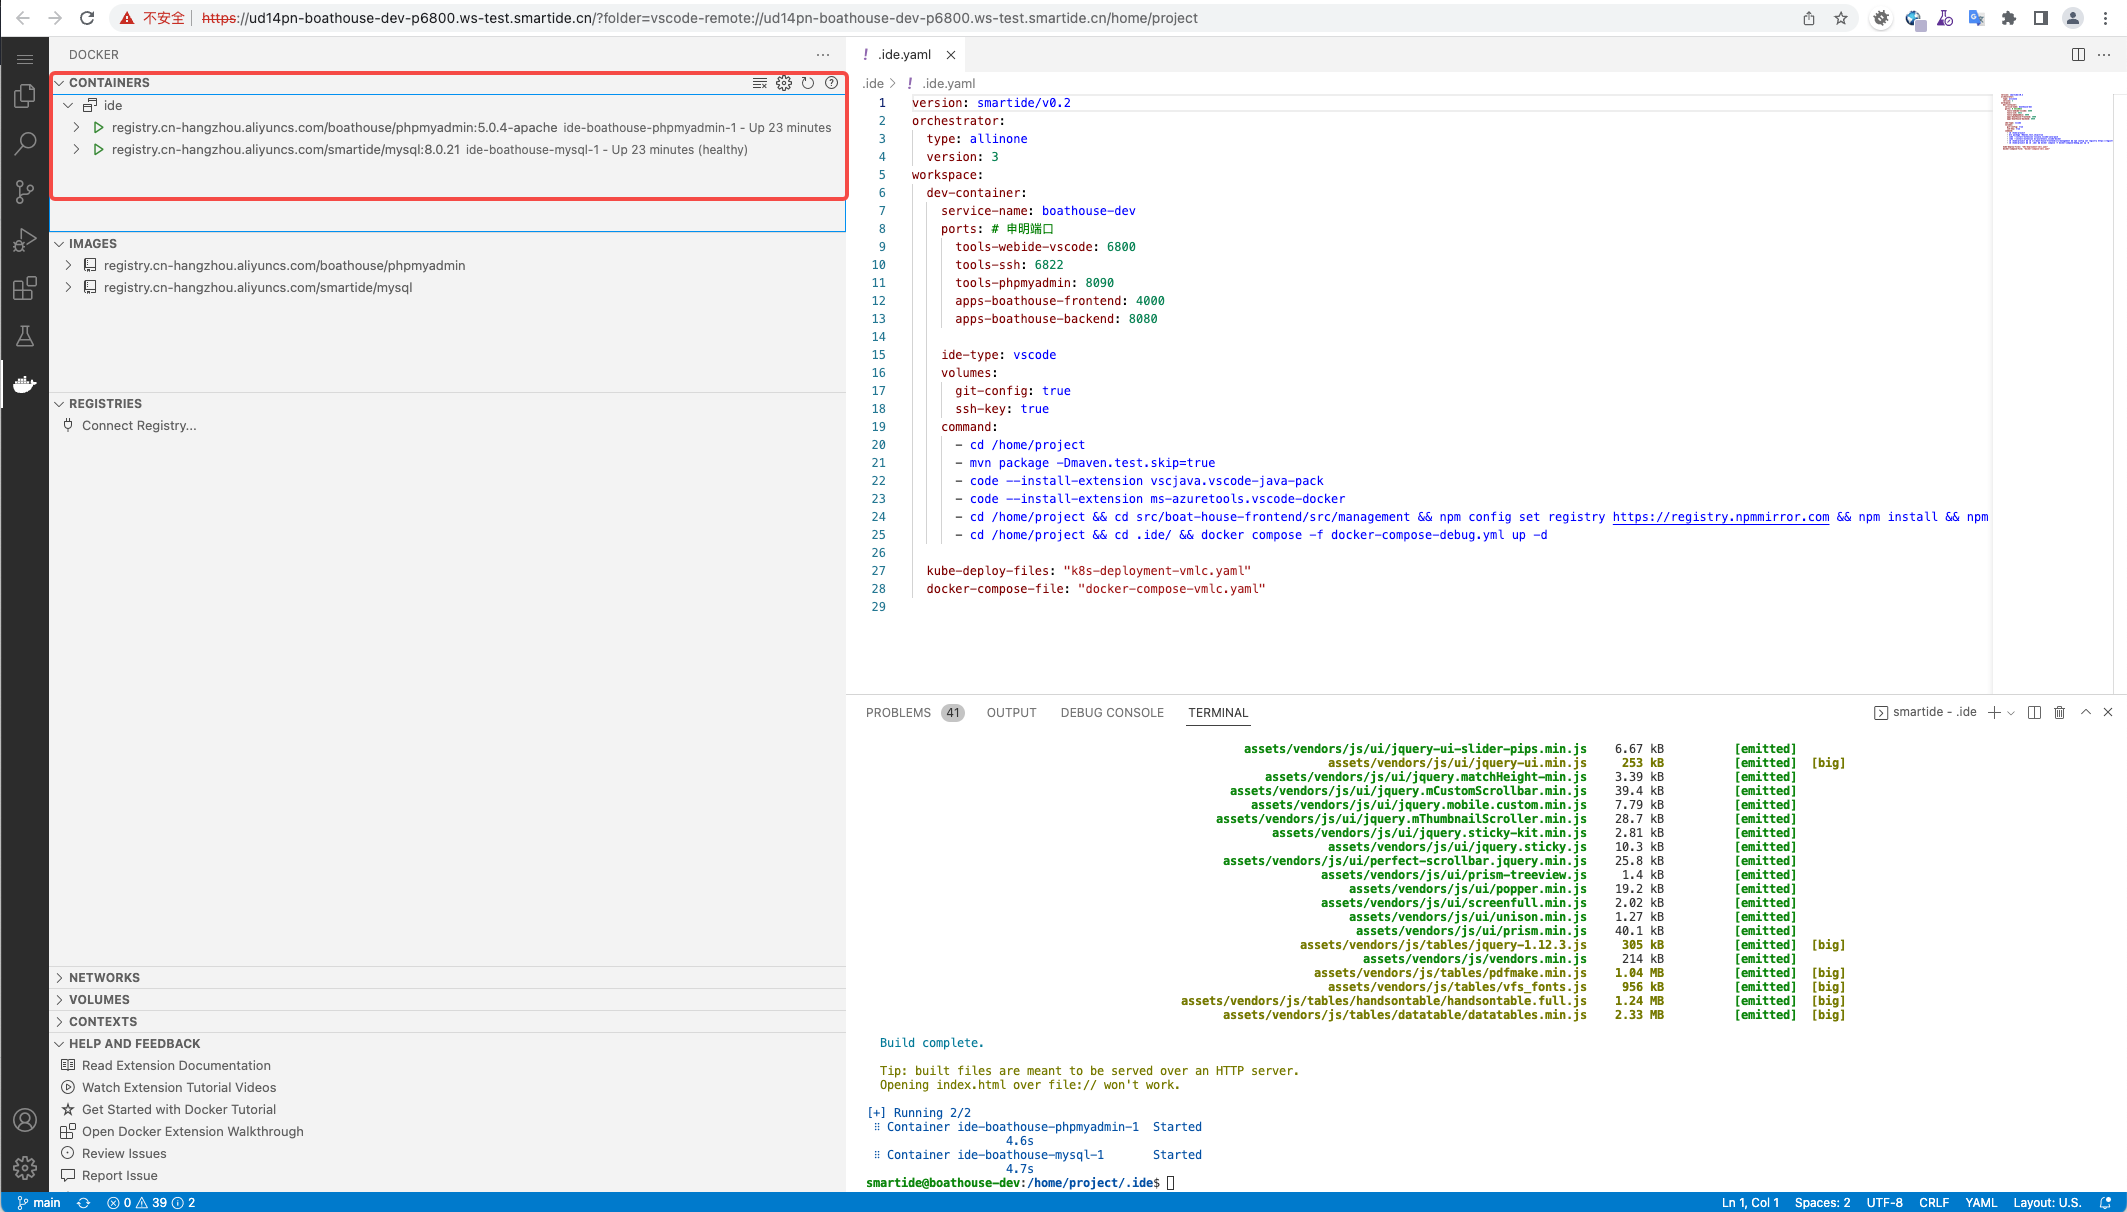 不安全 https://ud14pn-boathouse-dev-p6800.ws-test.smartide.cn/?folder=vscode-remote://ud14pn-boathouse-dev-p6800.ws-test.smartide.cn/home/project
DOCKER
CONTAINERS
ide
registry.cn-hangzhou.aliyuncs.com/boathouse/phpmyadmin:5.0.4-apache ide-boathouse-phpmyadmin-1 - Up 23 minutes
registry.cn-hangzhou.aliyuncs.com/smartide/mysql:8.0.21 ide-boathouse-mysql-1 - Up 23 minutes (healthy)
IMAGES
registry.cn-hangzhou.aliyuncs.com/boathouse/phpmyadmin
registry.cn-hangzhou.aliyuncs.com/smartide/mysql
REGISTRIES
Connect Registry...
NETWORKS
VOLUMES
CONTEXTS
HELP AND FEEDBACK
Read Extension Documentation
Watch Extension Tutorial Videos
Get Started with Docker Tutorial
Open Docker Extension Walkthrough
Review Issues
Report Issue
! .ide.yaml
.ide > ! .ide.yaml
1 version: smartide/v0.2
2 orchestrator:
3 type: allinone
4 version: 3
5 workspace:
6 dev-container:
7 service-name: boathouse-dev
8 ports: # 申明端口
9 tools-webide-vscode: 6800
10 tools-ssh: 6822
11 tools-phpmyadmin: 8090
12 apps-boathouse-frontend: 4000
13 apps-boathouse-backend: 8080
14
15 ide-type: vscode
16 volumes:
17 git-config: true
18 ssh-key: true
19 command:
20 - cd /home/project
21 - mvn package -Dmaven.test.skip=true
22 - code --install-extension vscjava.vscode-java-pack
23 - code --install-extension ms-azuretools.vscode-docker
24 - cd /home/project && cd src/boat-house-frontend/src/management && npm config set registry https://registry.npmmirror.com && npm install && npm
25 - cd /home/project && cd .ide/ && docker compose -f docker-compose-debug.yml up -d
26
27 kube-deploy-files: "k8s-deployment-vmlc.yaml"
28 docker-compose-file: "docker-compose-vmlc.yaml"
29
PROBLEMS 41 OUTPUT DEBUG CONSOLE TERMINAL
smartide - .ide
assets/vendors/js/ui/jquery-ui-slider-pips.min.js 6.67 kB [emitted]
assets/vendors/js/ui/jquery-ui.min.js 253 kB [emitted] [big]
assets/vendors/js/ui/jquery.matchHeight-min.js 3.39 kB [emitted]
assets/vendors/js/ui/jquery.mCustomScrollbar.min.js 39.4 kB [emitted]
assets/vendors/js/ui/jquery.mobile.custom.min.js 7.79 kB [emitted]
assets/vendors/js/ui/jquery.mThumbnailScroller.min.js 28.7 kB [emitted]
assets/vendors/js/ui/jquery.sticky-kit.min.js 2.81 kB [emitted]
assets/vendors/js/ui/jquery.sticky.js 10.3 kB [emitted]
assets/vendors/js/ui/perfect-scrollbar.jquery.min.js 25.8 kB [emitted]
assets/vendors/js/ui/prism-treeview.js 1.4 kB [emitted]
assets/vendors/js/ui/popper.min.js 19.2 kB [emitted]
assets/vendors/js/ui/screenfull.min.js 2.02 kB [emitted]
assets/vendors/js/ui/unison.min.js 1.27 kB [emitted]
assets/vendors/js/ui/prism.min.js 40.1 kB [emitted]
assets/vendors/js/tables/jquery-1.12.3.js 305 kB [emitted] [big]
assets/vendors/js/vendors.min.js 214 kB [emitted]
assets/vendors/js/tables/pdfmake.min.js 1.04 MB [emitted] [big]
assets/vendors/js/tables/vfs_fonts.js 956 kB [emitted] [big]
assets/vendors/js/tables/handsontable/handsontable.full.js 1.24 MB [emitted] [big]
assets/vendors/js/tables/datatable/datatables.min.js 2.33 MB [emitted] [big]
Build complete.
Tip: built files are meant to be served over an HTTP server.
Opening index.html over file:// won't work.
[+] Running 2/2
⠿ Container ide-boathouse-phpmyadmin-1 Started
4.6s
⠿ Container ide-boathouse-mysql-1 Started
4.7s
smartide@boathouse-dev:/home/project/.ide$
main 0 39 2
Ln 1, Col 1 Spaces: 2 UTF-8 CRLF YAML Layout: U.S.